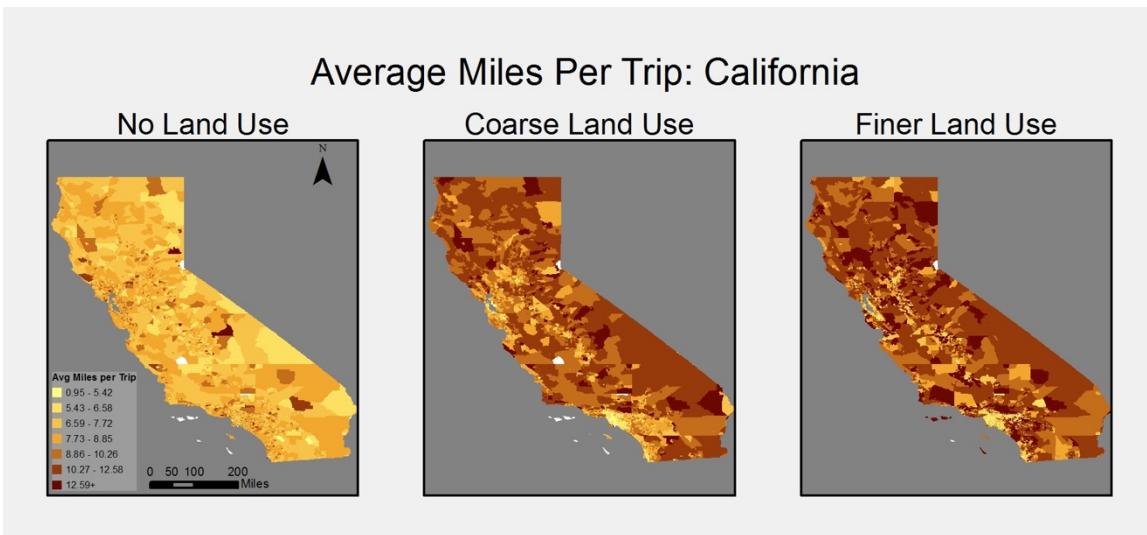 Average Miles Per Trip: California
No Land Use
Coarse Land Use
Finer Land Use
N
Avg Miles per Trip
0.95 - 5.42
5.43 - 6.58
6.59 - 7.72
7.73 - 8.85
8.86 - 10.26
10.27 - 12.58
12.59+
0 50 100 200
Miles